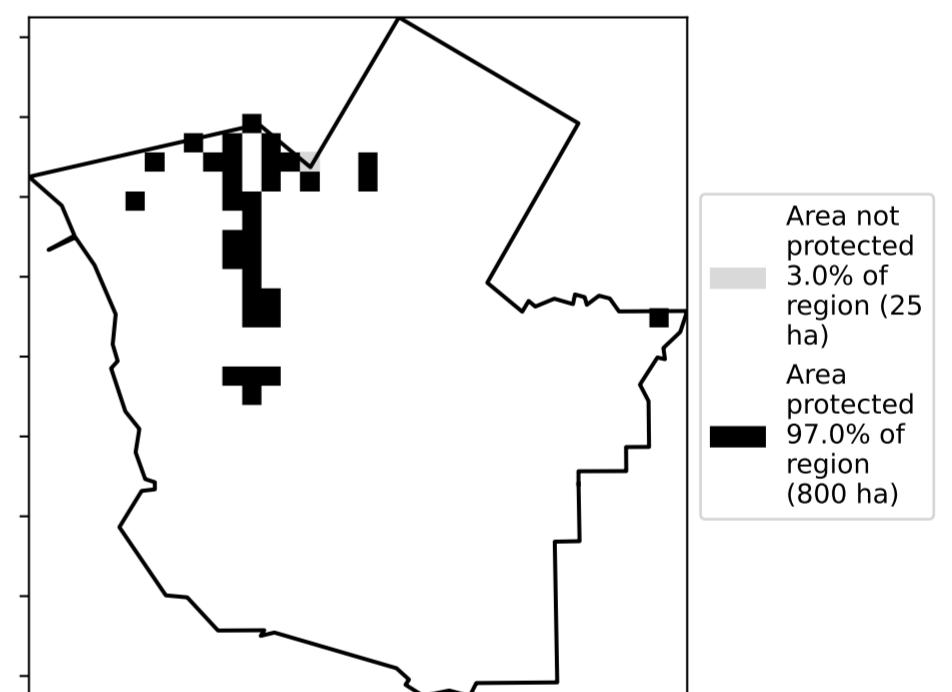 Area not
protected
3.0% of
region (25
ha)
Area
protected
97.0% of
region
(800 ha)